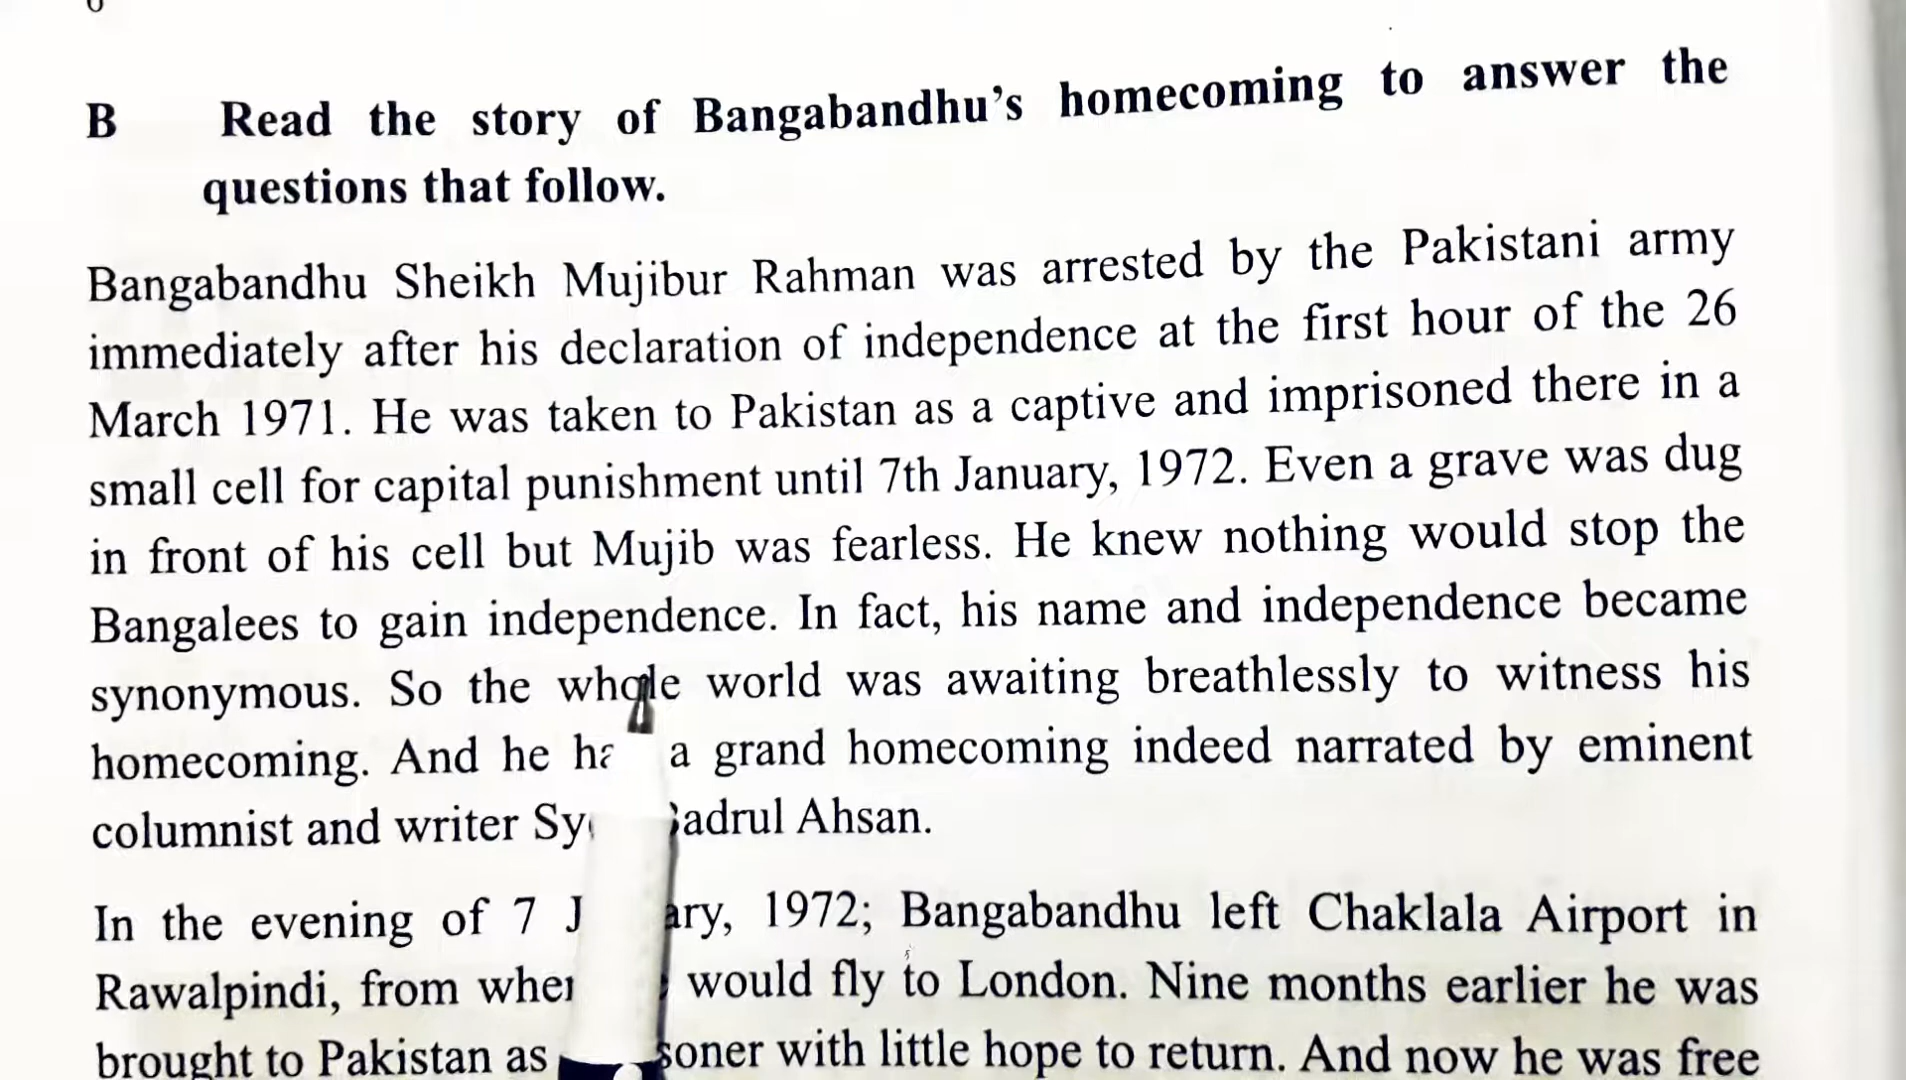 B Read the story of Bangabandhu's homecoming to answer the
questions that follow.
Bangabandhu Sheikh Mujibur Rahman was arrested by the Pakistani army
immediately after his declaration of independence at the first hour of the 26
March 1971. He was taken to Pakistan as a captive and imprisoned there in a
small cell for capital punishment until 7th January, 1972. Even a grave was dug
in front of his cell but Mujib was fearless. He knew nothing would stop the
Bangalees to gain independence. In fact, his name and independence became
synonymous. So the whole world was awaiting breathlessly to witness his
homecoming. And he a grand homecoming indeed narrated by eminent
columnist and writer Ahsan.
In the evening of 7 1972; Bangabandhu left Chaklala Airport in
Rawalpindi, from would fly to London. Nine months earlier he was
brought to Pakistan as with little hope to return. And now he was free